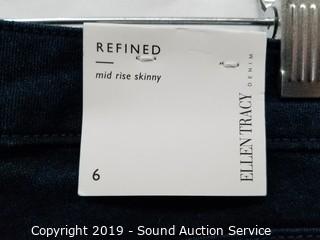 REFINED
mid rise skinny
6
ELLEN TRACY
DENIM
Copyright 2019 - Sound Auction Service